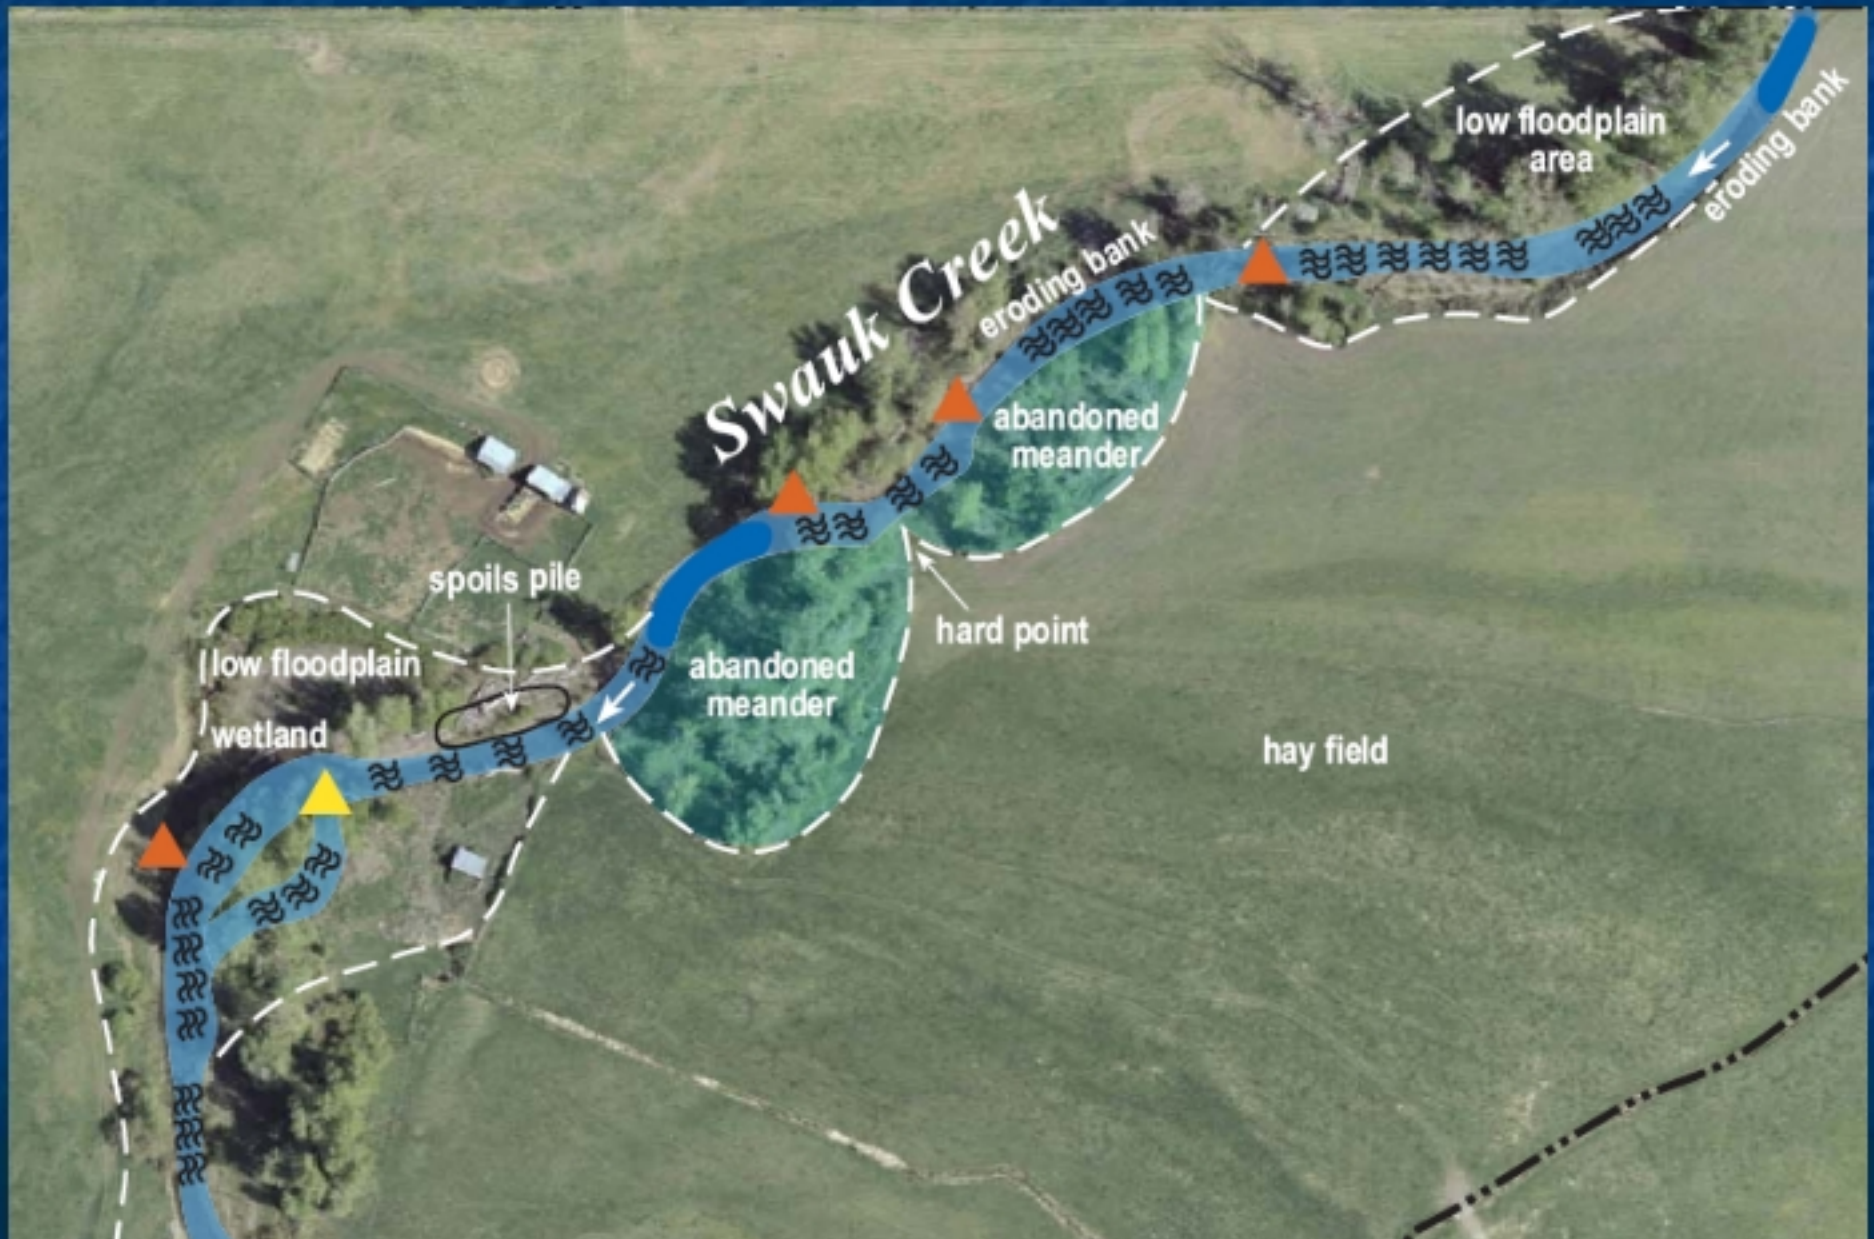 low floodplain
area
eroding bank
Swauk Creek
eroding bank
abandoned
meander
spoils pile
hard point
low floodplain
wetland
abandoned
meander
hay field